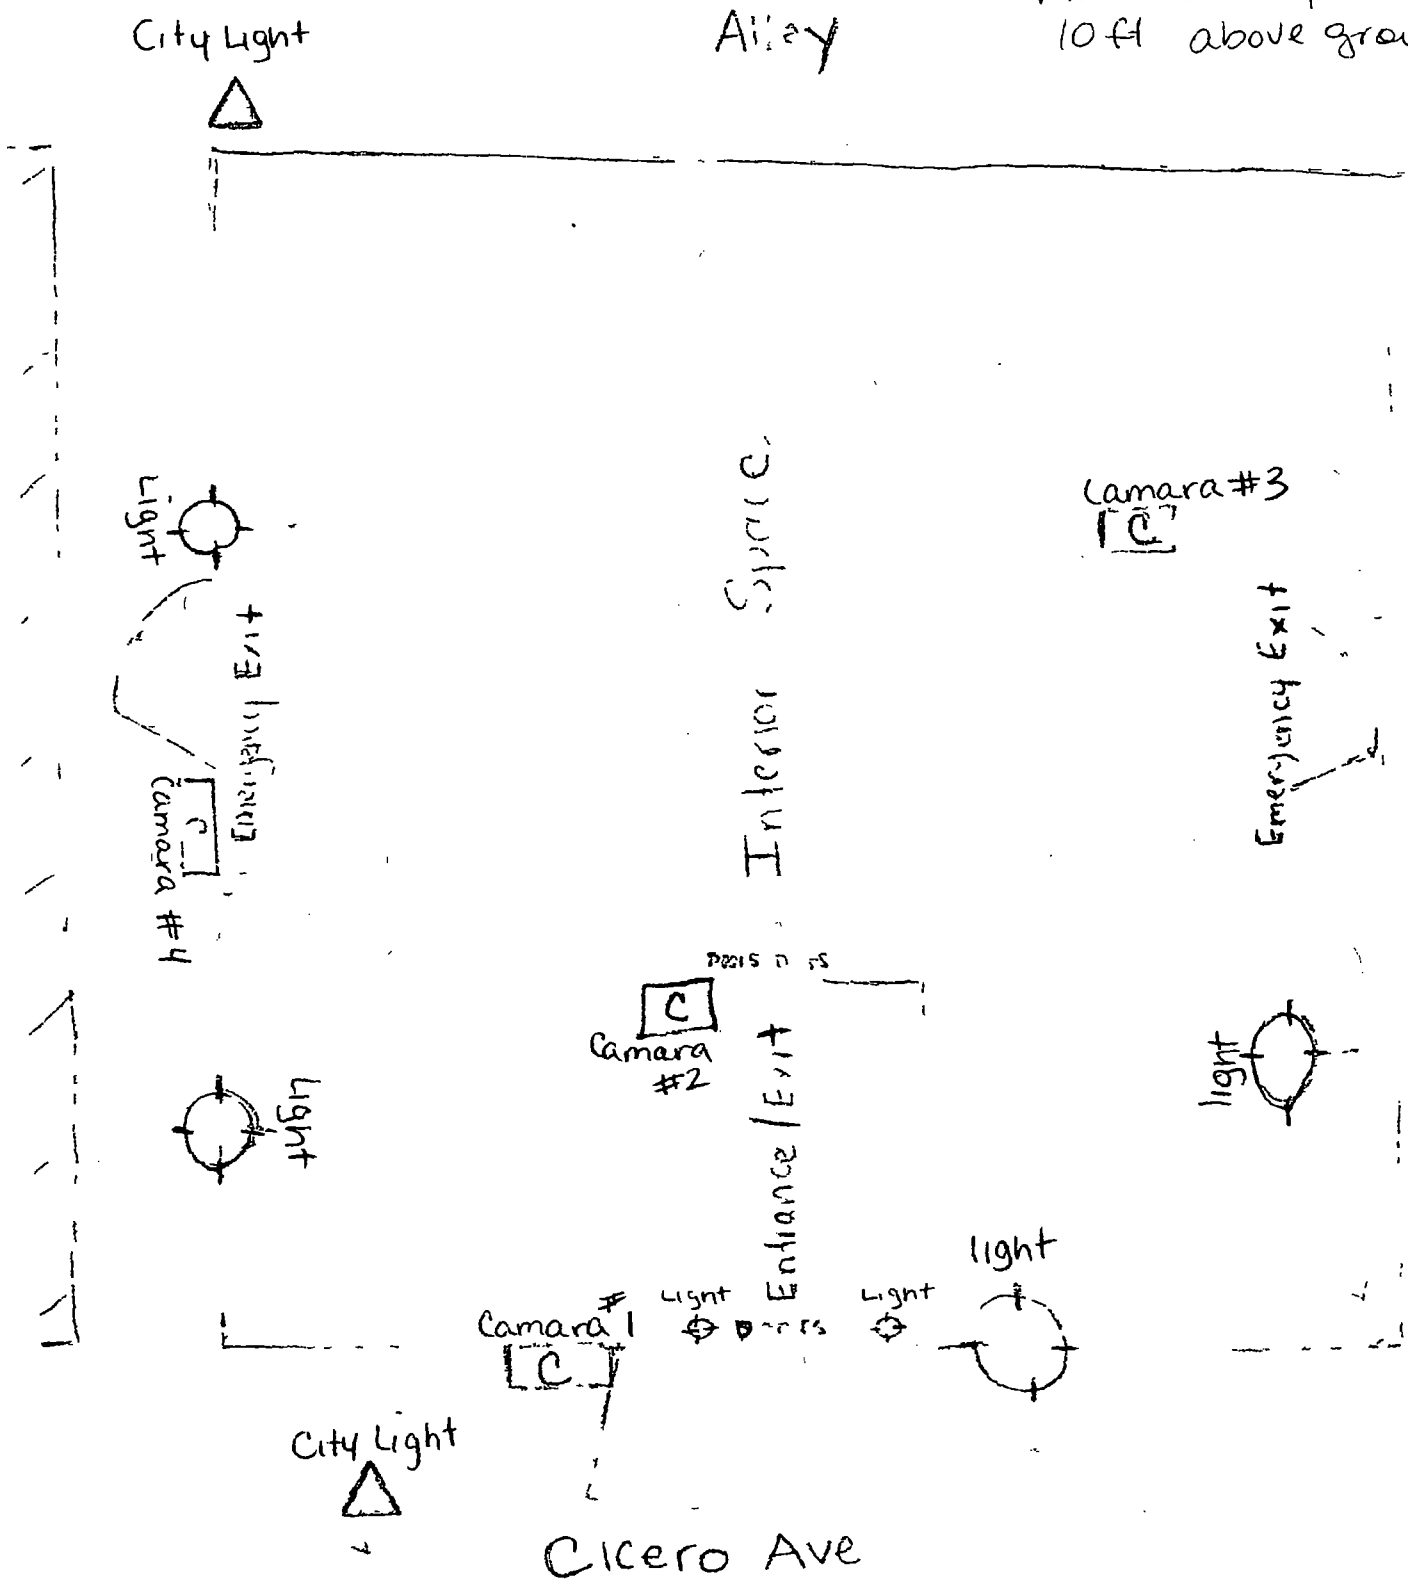 City Light
Alley
10 ft above
Light
Camara #3
C
Interior Space
Emergency Exit
Emergency Exit
C
Camara #4
C
Camara
#2
Entrance/Exit
light
Light
light
Camara #1
Light
Light
C
City Light
Cicero Ave